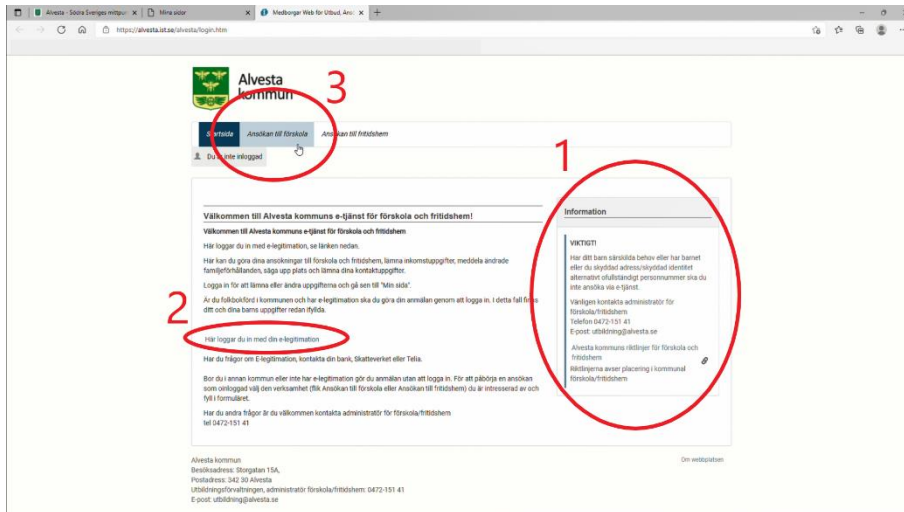 Alvesta - Södra Sveriges mittpun
Mina sidor
Medborgar Web för Utbud, Ans
https://alvesta.ist.se/alvesta/login.htm
Alvesta
kommun
3
Startsida Ansökan till förskola Ansökan till fritidshem
Du är inte inloggad
1
Välkommen till Alvesta kommuns e-tjänst för förskola och fritidshem!
Välkommen till Alvesta kommuns e-tjänst för förskola och fritidshem
Här loggar du in med e-legitimation, se länken nedan.
Här kan du göra dina ansökningar till förskola och fritidshem, lämna inkomstuppgifter, meddela ändrade
familjeförhållanden, säga upp plats och lämna dina kontaktuppgifter.
Logga in för att lämna eller ändra uppgifterna och gå sen till "Min sida".
Är du folkbokförd i kommunen och har e-legitimation ska du göra din anmälan genom att logga in. I detta fall finns
ditt och dina barns uppgifter redan ifyllda.
2
Här loggar du in med din e-legitimation
Har du frågor om E-legitimation, kontakta din bank, Skatteverket eller Telia.
Bor du i annan kommun eller inte har e-legitimation gör du anmälan utan att logga in. För att påbörja en ansökan
som oinloggad välj den verksamhet (flik Ansökan till förskola eller Ansökan till fritidshem) du är intresserad av och
fyll i formuläret.
Har du andra frågor är du välkommen kontakta administratör för förskola/fritidshem
tel 0472-151 41
Information
VIKTIGT!
Har ditt barn särskilda behov eller har barnet
eller du skyddad adress/skyddad identitet
alternativt ofullständigt personnummer ska du
inte ansöka via e-tjänst.
Vänligen kontakta administratör för
förskola/fritidshem
Telefon 0472-151 41
E-post: utbildning@alvesta.se
Alvesta kommuns riktlinjer för förskola och
fritidshem
Riktlinjerna avser placering i kommunal
förskola/fritidshem
Alvesta kommun
Besöksadress: Storgatan 15A,
Postadress: 342 30 Alvesta
Utbildningsförvaltningen, administratör förskola/fritidshem: 0472-151 41
E-post: utbildning@alvesta.se
Om webbplatsen